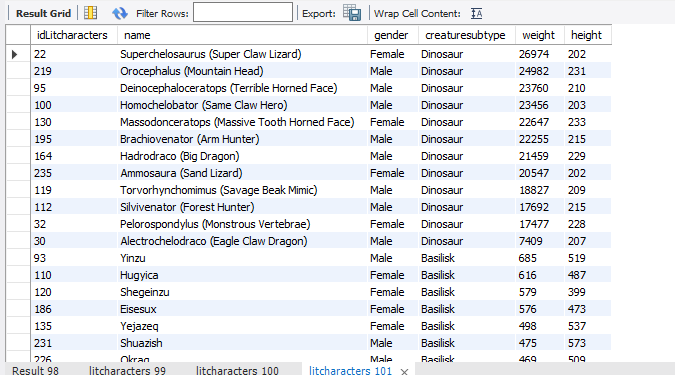 Result Grid Filter Rows: Export: Wrap Cell Content: IA
idLitcharacters name gender creaturesubtype weight height
22 Superchelosaurus (Super Claw Lizard) Female Dinosaur 26974 202
219 Orocephalus (Mountain Head) Male Dinosaur 24982 231
95 Deinocephaloceratops (Terrible Horned Face) Male Dinosaur 23760 210
100 Homochelobator (Same Claw Hero) Male Dinosaur 23456 203
130 Massodonceratops (Massive Tooth Horned Face) Female Dinosaur 22647 233
195 Brachiovenator (Arm Hunter) Male Dinosaur 22255 215
164 Hadrodraco (Big Dragon) Male Dinosaur 21459 229
235 Ammosaura (Sand Lizard) Female Dinosaur 20547 202
119 Torvorhynchomimus (Savage Beak Mimic) Male Dinosaur 18827 209
112 Silvivenator (Forest Hunter) Male Dinosaur 17692 215
32 Pelorospondylus (Monstrous Vertebrae) Female Dinosaur 17477 228
30 Alectrochelodraco (Eagle Claw Dragon) Male Dinosaur 7409 207
93 Yinzu Male Basilisk 685 519
110 Hugyica Female Basilisk 616 487
120 Shegeinzu Female Basilisk 579 399
186 Eisesux Female Basilisk 576 473
135 Yejazeq Female Basilisk 498 537
231 Shuazish Male Basilisk 475 573
226 Okrag Male Basilisk 469 509
Result 98 litcharacters 99 litcharacters 100 litcharacters 101